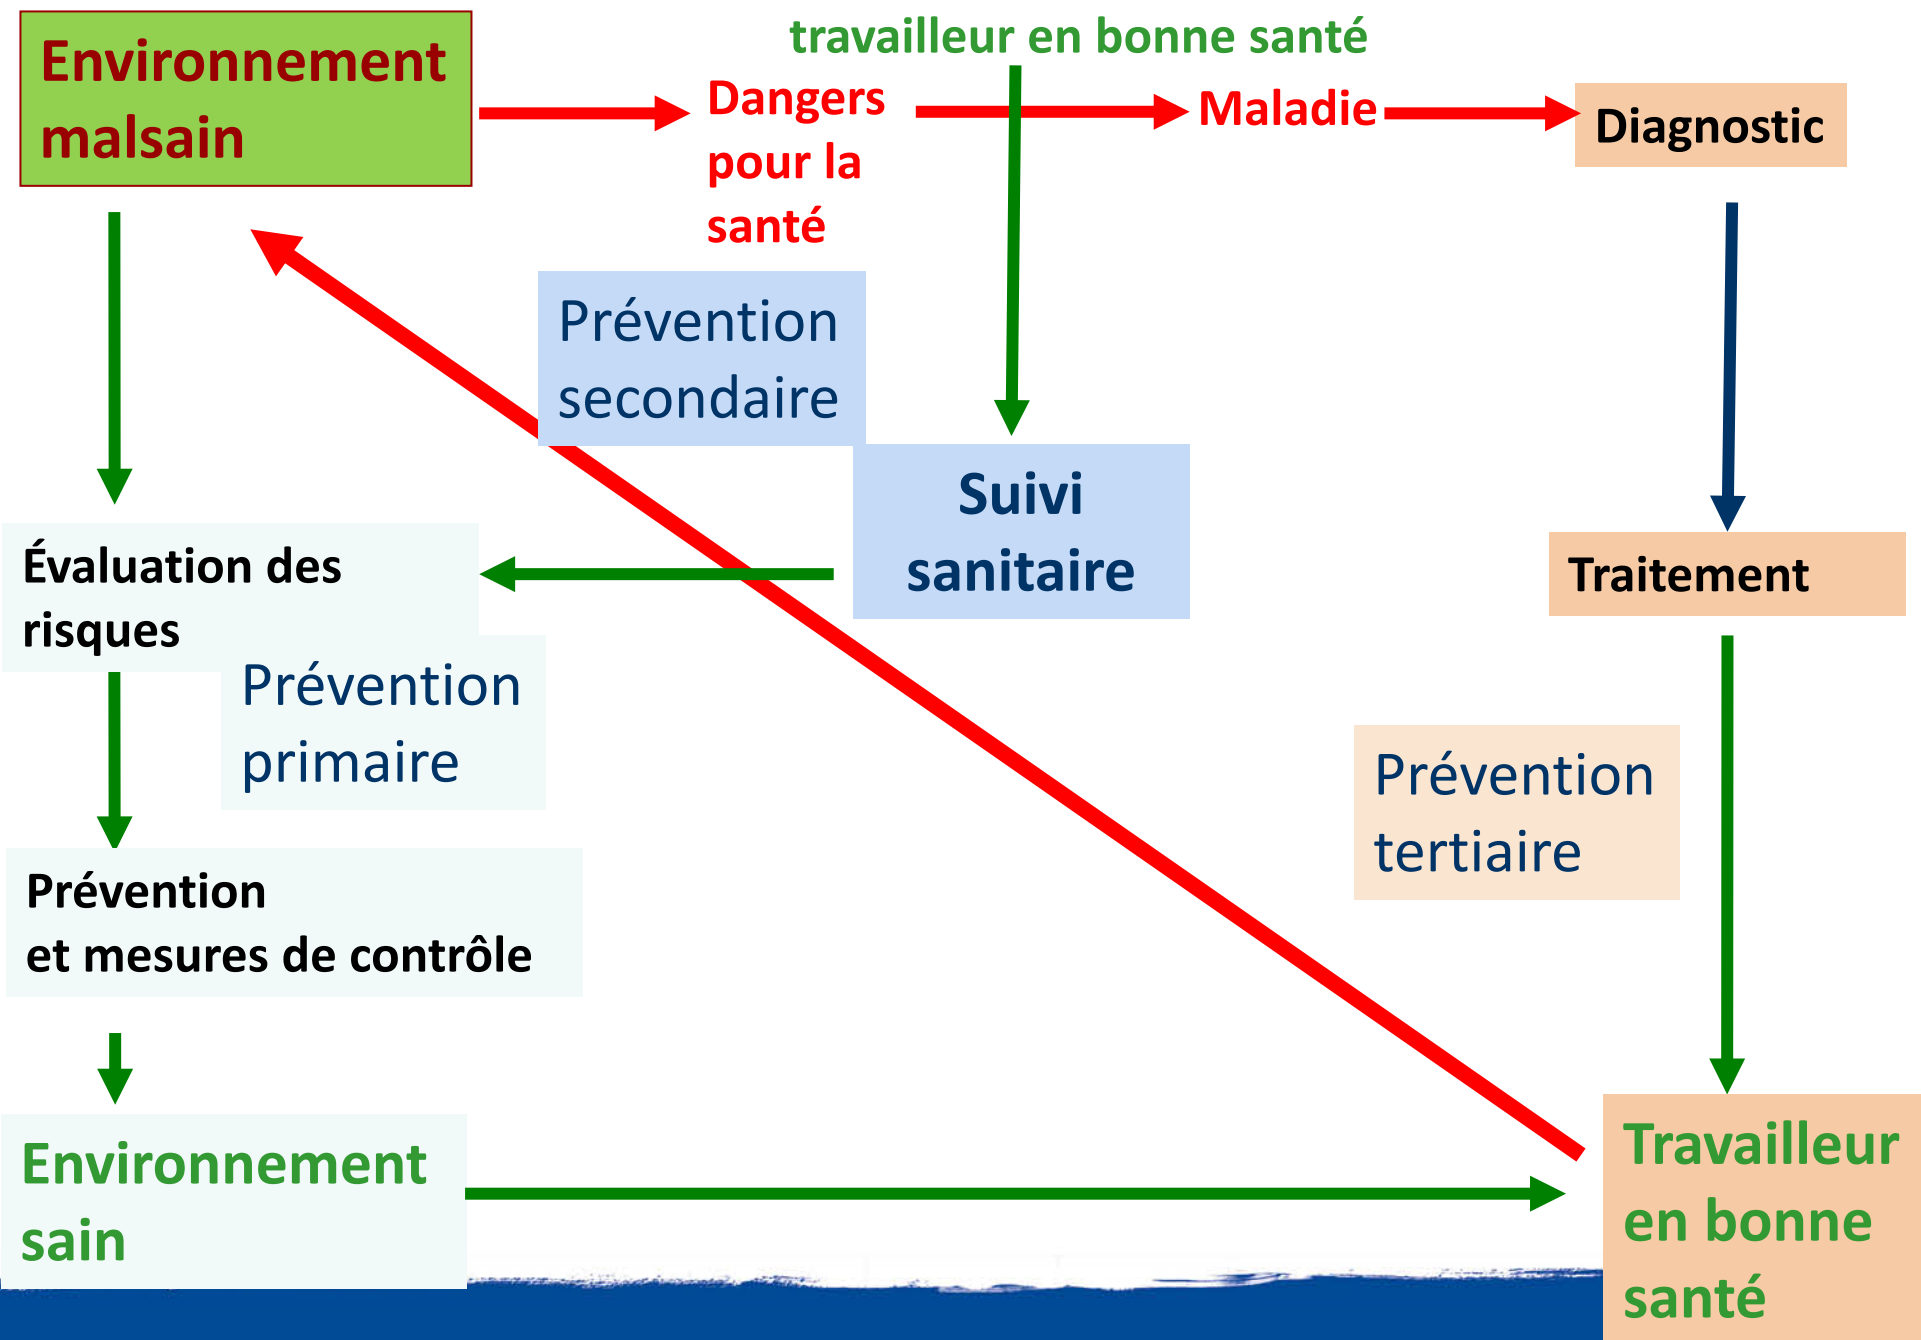 Environnement
malsain
travailleur en bonne santé
Dangers
pour la
santé
Maladie
Diagnostic
Prévention
secondaire
Suivi
sanitaire
Évaluation des
risques
Traitement
Prévention
primaire
Prévention
tertiaire
Prévention
et mesures de contrôle
Environnement
sain
Travailleur
en bonne
santé